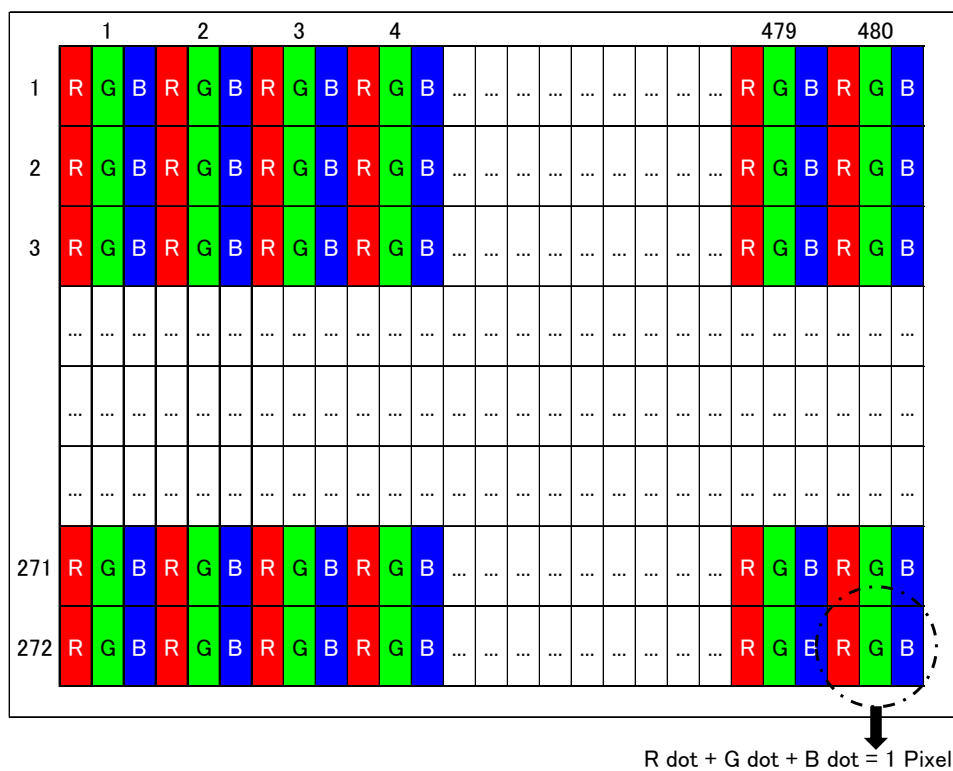 1 2 3 4 479 480
1 R G B R G B R G B R G B ... ... ... ... ... ... ... ... ... R G B R G B
2 R G B R G B R G B R G B ... ... ... ... ... ... ... ... ... R G B R G B
3 R G B R G B R G B R G B ... ... ... ... ... ... ... ... ... R G B R G B
... ... ... ... ... ... ... ... ... ... ... ... ... ... ... ... ... ... ... ... ... ... ... ... ... ... ...
... ... ... ... ... ... ... ... ... ... ... ... ... ... ... ... ... ... ... ... ... ... ... ... ... ... ...
... ... ... ... ... ... ... ... ... ... ... ... ... ... ... ... ... ... ... ... ... ... ... ... ... ... ...
271 R G B R G B R G B R G B ... ... ... ... ... ... ... ... ... R G B R G B
272 R G B R G B R G B R G B ... ... ... ... ... ... ... ... ... R G B R G B
R dot + G dot + B dot = 1 Pixel